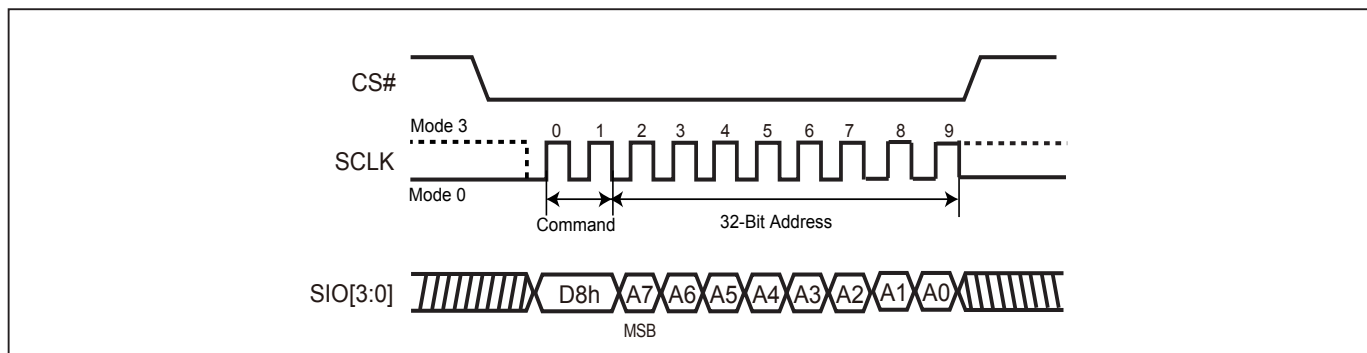 CS#
Mode 3
0 1 2 3 4 5 6 7 8 9
SCLK
Mode 0
Command
32-Bit Address
SIO[3:0]
D8h A7 A6 A5 A4 A3 A2 A1 A0
MSB